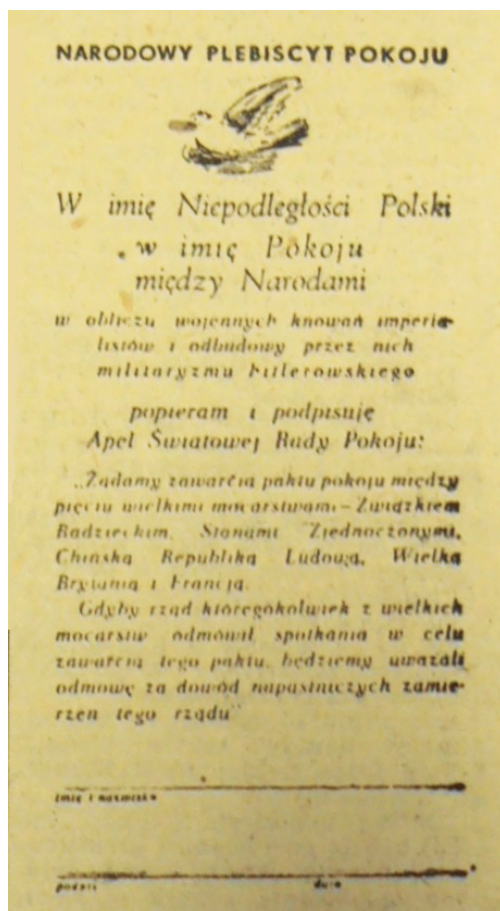 NARODOWY PLEBISCYT POKOJU
W imię Niepodległości Polski
w imię Pokoju
między Narodami
w obliczu wojennych knowań imperia-
listów i odbudowy przez nich
militaryzmu hitlerowskiego
popieram i podpisuję
Apel Światowej Rady Pokoju:
„Żądamy zawarcia paktu pokoju między
pięciu wielkimi mocarstwami – Związkiem
Radzieckim, Stanami Zjednoczonymi,
Chińską Republiką Ludową, Wielką
Brytanią i Francją.
Gdyby rząd któregokolwiek z wielkich
mocarstw odmówił spotkania w celu
zawarcia tego paktu, będziemy uważali
odmowę za dowód napastniczych zamie-
rzeń tego rządu"
imię i nazwisko
podpis data